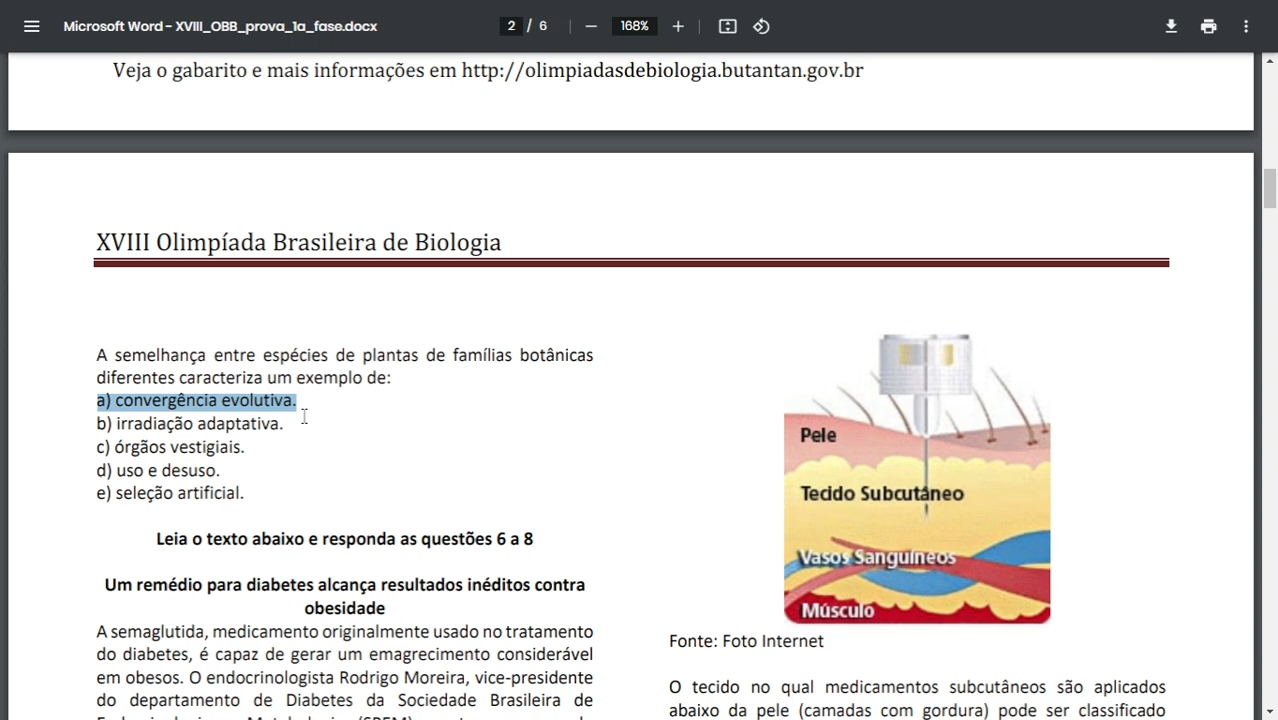 Microsoft Word - XVIII_OBB_prova_1a_fase.docx
2 / 6
168%
Veja o gabarito e mais informações em http://olimpiadasdebiologia.butantan.gov.br
XVIII Olimpíada Brasileira de Biologia
A semelhança entre espécies de plantas de famílias botânicas
diferentes caracteriza um exemplo de:
a) convergência evolutiva.
b) irradiação adaptativa.
c) órgãos vestigiais.
d) uso e desuso.
e) seleção artificial.
Leia o texto abaixo e responda as questões 6 a 8
Um remédio para diabetes alcança resultados inéditos contra
obesidade
A semaglutida, medicamento originalmente usado no tratamento
do diabetes, é capaz de gerar um emagrecimento considerável
em obesos. O endocrinologista Rodrigo Moreira, vice-presidente
do departamento de Diabetes da Sociedade Brasileira de
Pele
Tecido Subcutâneo
Vasos Sanguíneos
Músculo
Fonte: Foto Internet
O tecido no qual medicamentos subcutâneos são aplicados
abaixo da pele (camadas com gordura) pode ser classificado